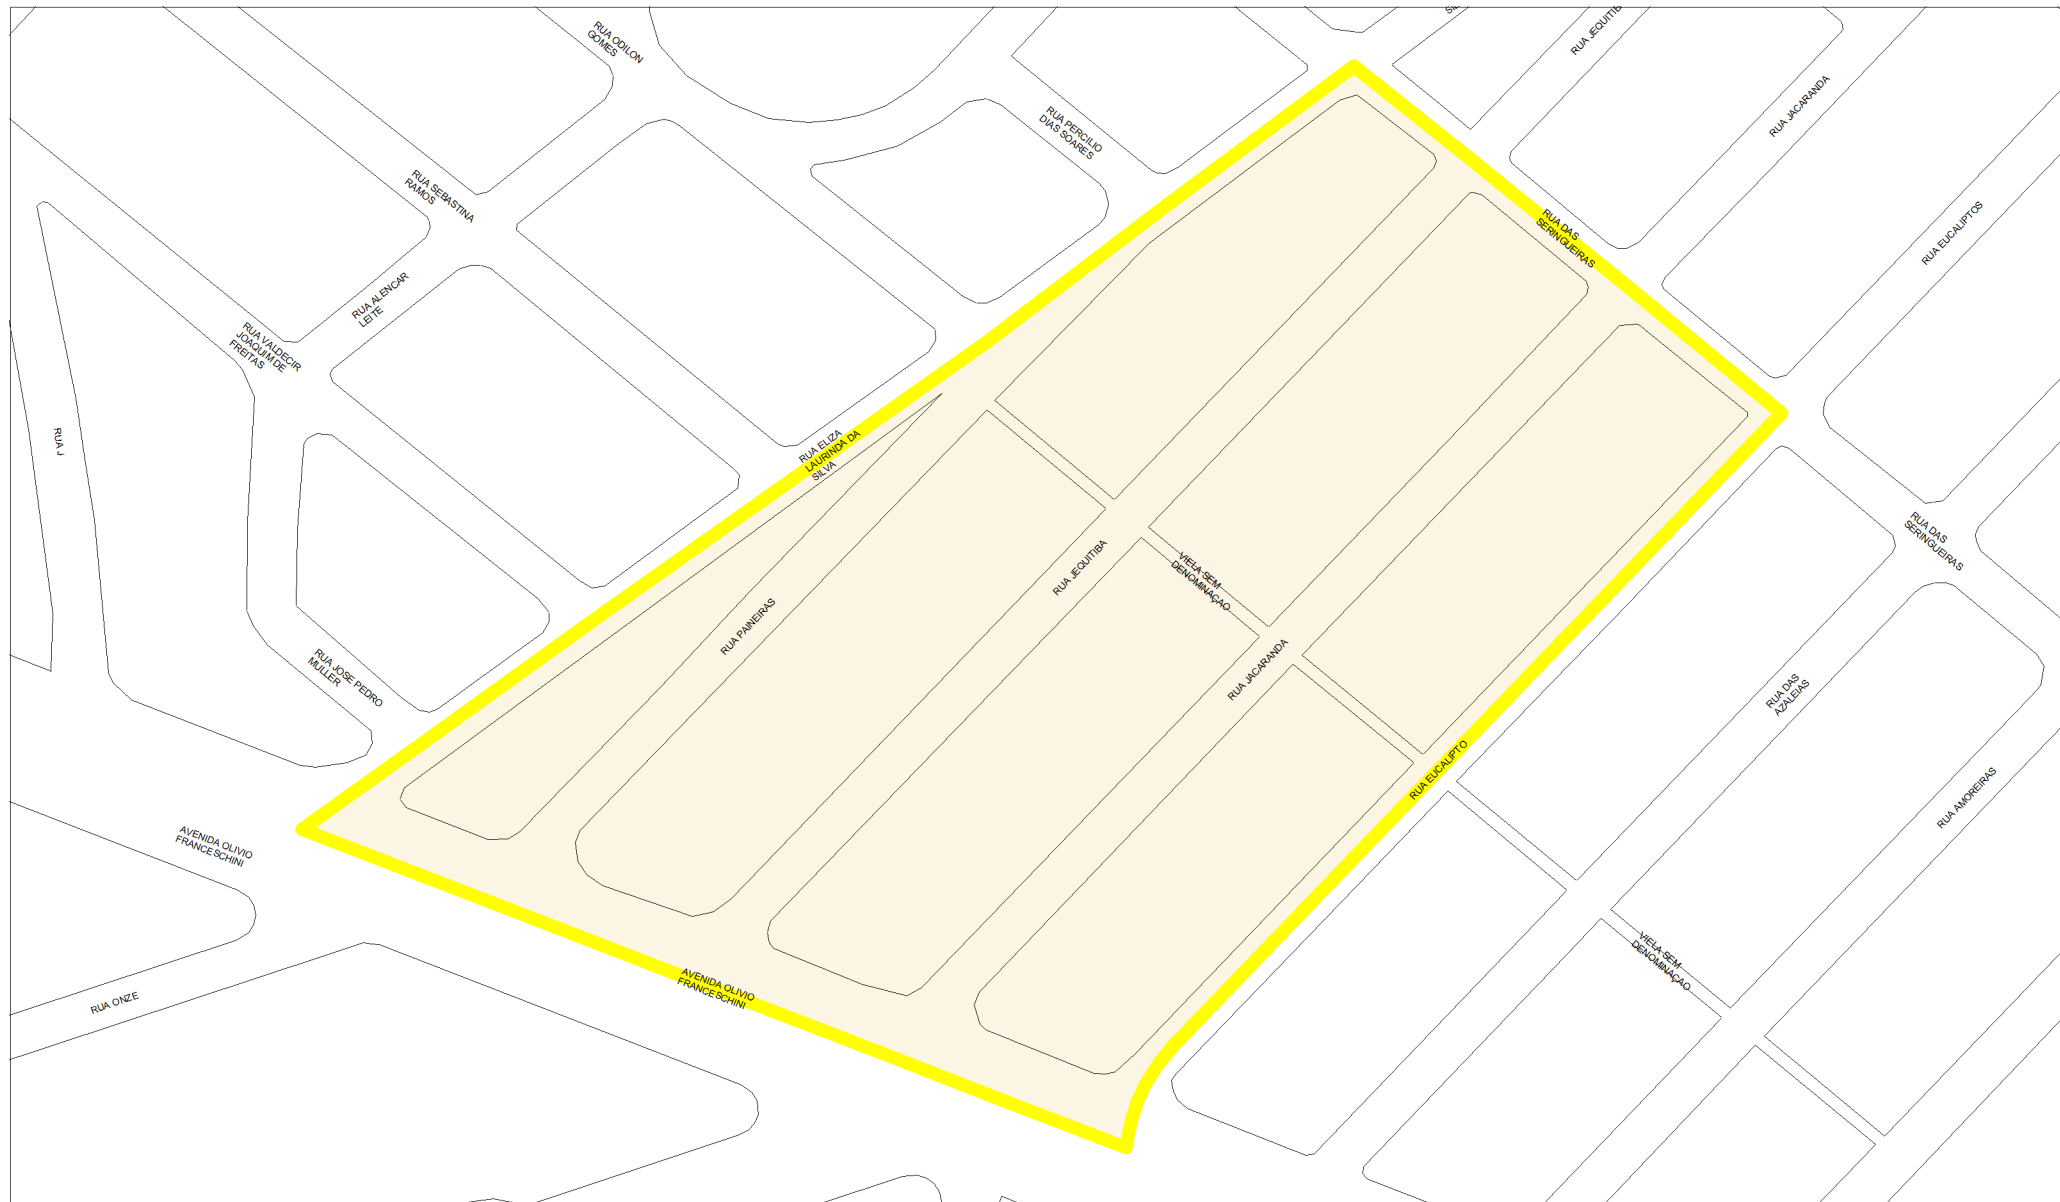 RUA ODILON
GOMES
RUA JEQUITIB
RUA JACARANDA
RUA PERCILIO
DIAS SOARES
RUA SEBASTINA
RAMOS
RUA DAS
SERINGUEIRAS
RUA EUCALIPTOS
RUA ALENCAR
LEITE
RUA VALDECIR
JOAQUIM DE
FREITAS
RUA J
RUA ELIZA
LAURINDA DA
SILVA
RUA DAS
SERINGUEIRAS
RUA JEQUITIBA
VIELA SEM
DENOMINAÇAO
RUA PAINEIRAS
RUA JACARANDA
RUA JOSE PEDRO
MULLER
RUA DAS
AZALEIAS
RUA EUCALIPTO
RUA AMOREIRAS
AVENIDA OLIVIO
FRANCESCHINI
VIELA SEM
DENOMINAÇAO
AVENIDA OLIVIO
FRANCESCHINI
RUA ONZE